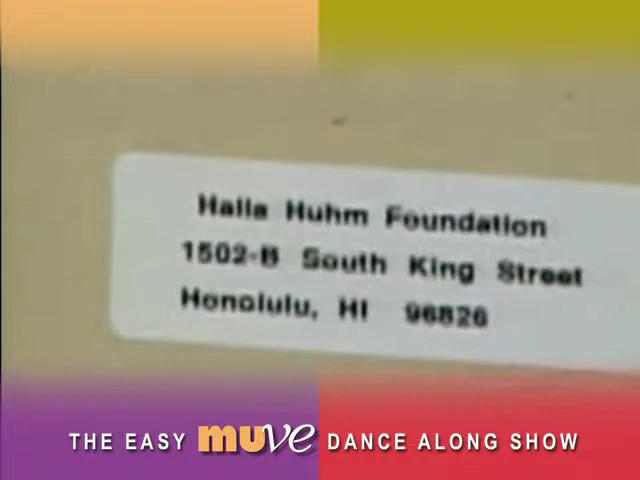 Halla Huhm Foundation
1502-B South King Street
Honolulu, HI 96826
THE EASY muve DANCE ALONG SHOW